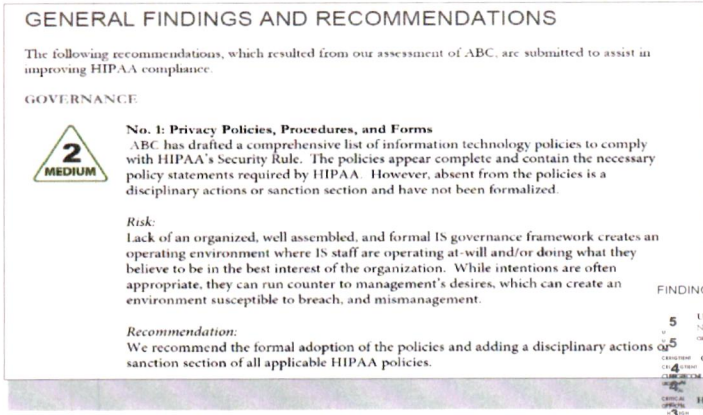 GENERAL FINDINGS AND RECOMMENDATIONS
The following recommendations, which resulted from our assessment of ABC, are submitted to assist in
improving HIPAA compliance.
GOVERNANCE
2
MEDIUM
No. 1: Privacy Policies, Procedures, and Forms
ABC has drafted a comprehensive list of information technology policies to comply
with HIPAA's Security Rule. The policies appear complete and contain the necessary
policy statements required by HIPAA. However, absent from the policies is a
disciplinary actions or sanction section and have not been formalized.
Risk:
Lack of an organized, well assembled, and formal IS governance framework creates an
operating environment where IS staff are operating at-will and/or doing what they
believe to be in the best interest of the organization. While intentions are often
appropriate, they can run counter to management's desires, which can create an
environment susceptible to breach, and mismanagement.
Recommendation:
We recommend the formal adoption of the policies and adding a disciplinary actions or
sanction section of all applicable HIPAA policies.
FINDING
5
5
4
4
3